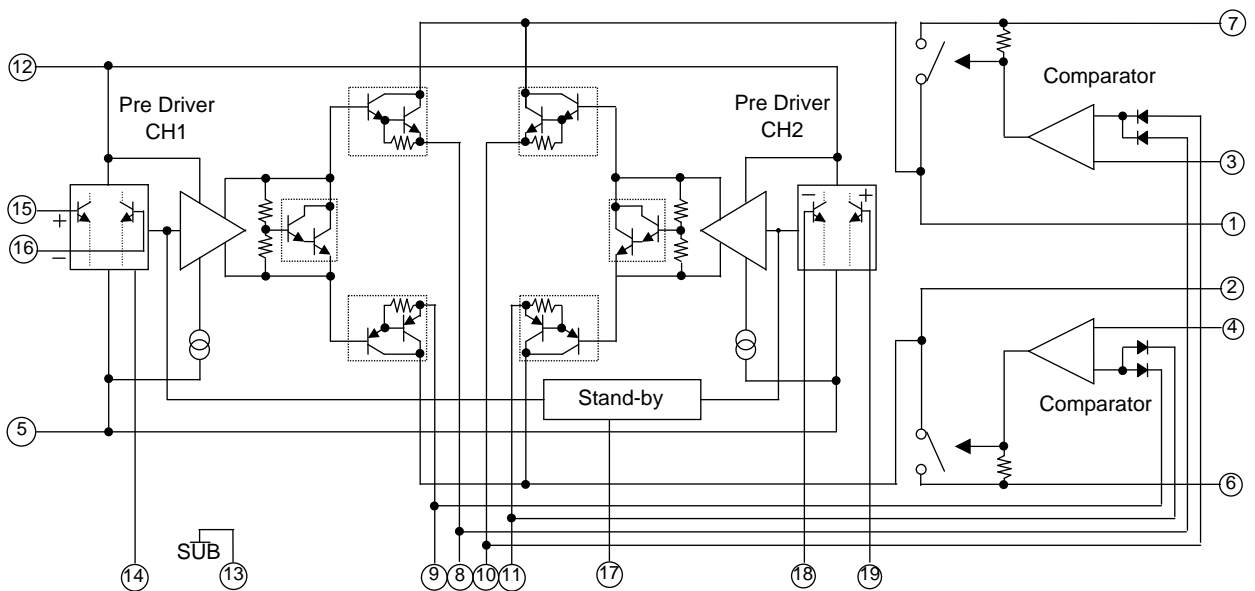 7
12
Comparator
Pre Driver
CH1
Pre Driver
CH2
3
15
+
16
−
− +
1
2
4
Stand-by
Comparator
5
6
SUB
14
13
9
8
10
11
17
18
19